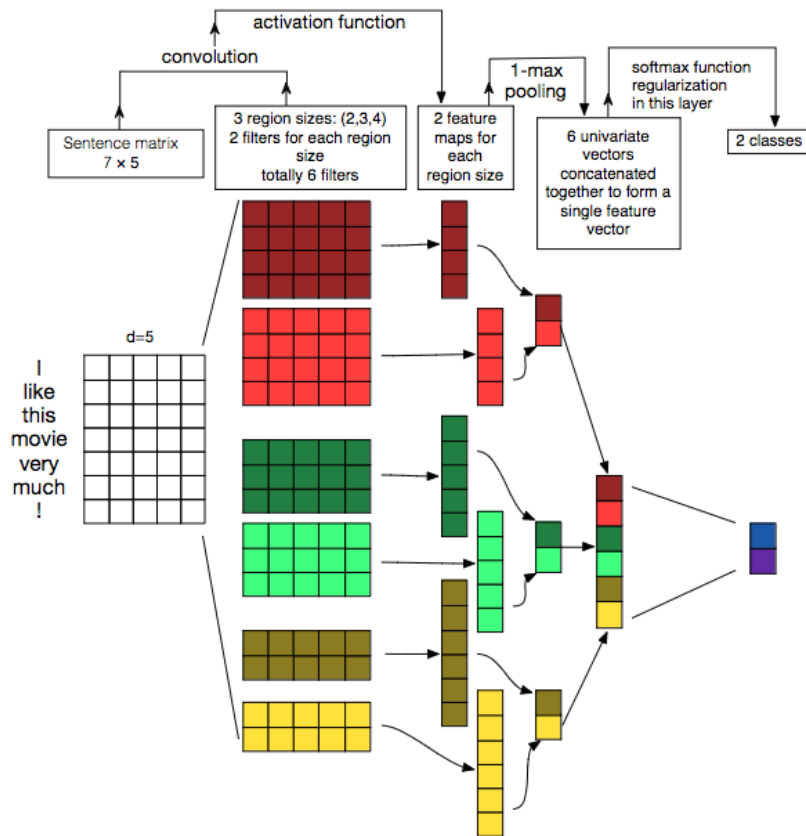 activation function
convolution
1-max
pooling
softmax function
regularization
in this layer
Sentence matrix
7 × 5
3 region sizes: (2,3,4)
2 filters for each region
size
totally 6 filters
2 feature
maps for
each
region size
6 univariate
vectors
concatenated
together to form a
single feature
vector
2 classes
d=5
I
like
this
movie
very
much
!